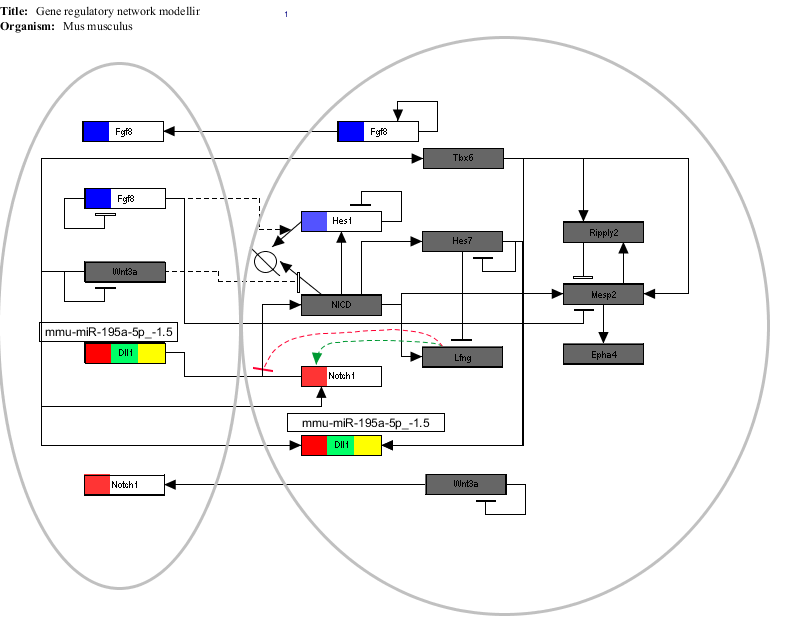 Title: Gene regulatory network modellir
1
Organism: Mus musculus
Fgf8
Fgf8
Tbx6
Fgf8
Hes1
Ripply2
Hes7
Wnt3a
Mesp2
NICD
mmu-miR-195a-5p_-1.5
Dll1
Lfng
Epha4
Notch1
mmu-miR-195a-5p_-1.5
Dll1
Notch1
Wnt3a